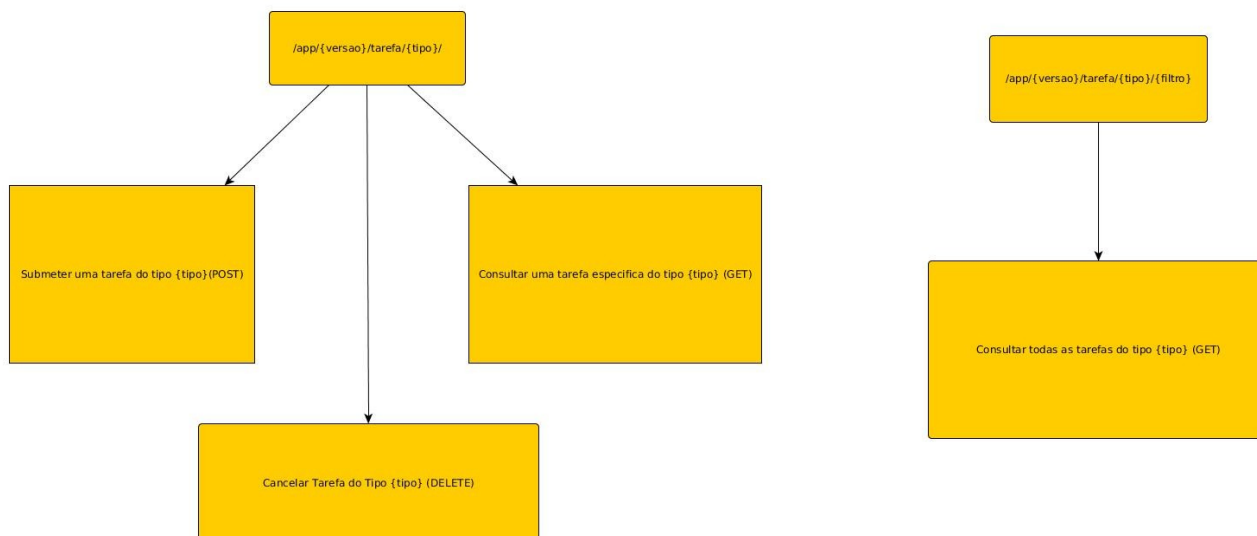 /app/{versao}/tarefa/{tipo}/
/app/{versao}/tarefa/{tipo}/{filtro}
Submeter uma tarefa do tipo {tipo}(POST)
Consultar uma tarefa especifica do tipo {tipo} (GET)
Consultar todas as tarefas do tipo {tipo} (GET)
Cancelar Tarefa do Tipo {tipo} (DELETE)